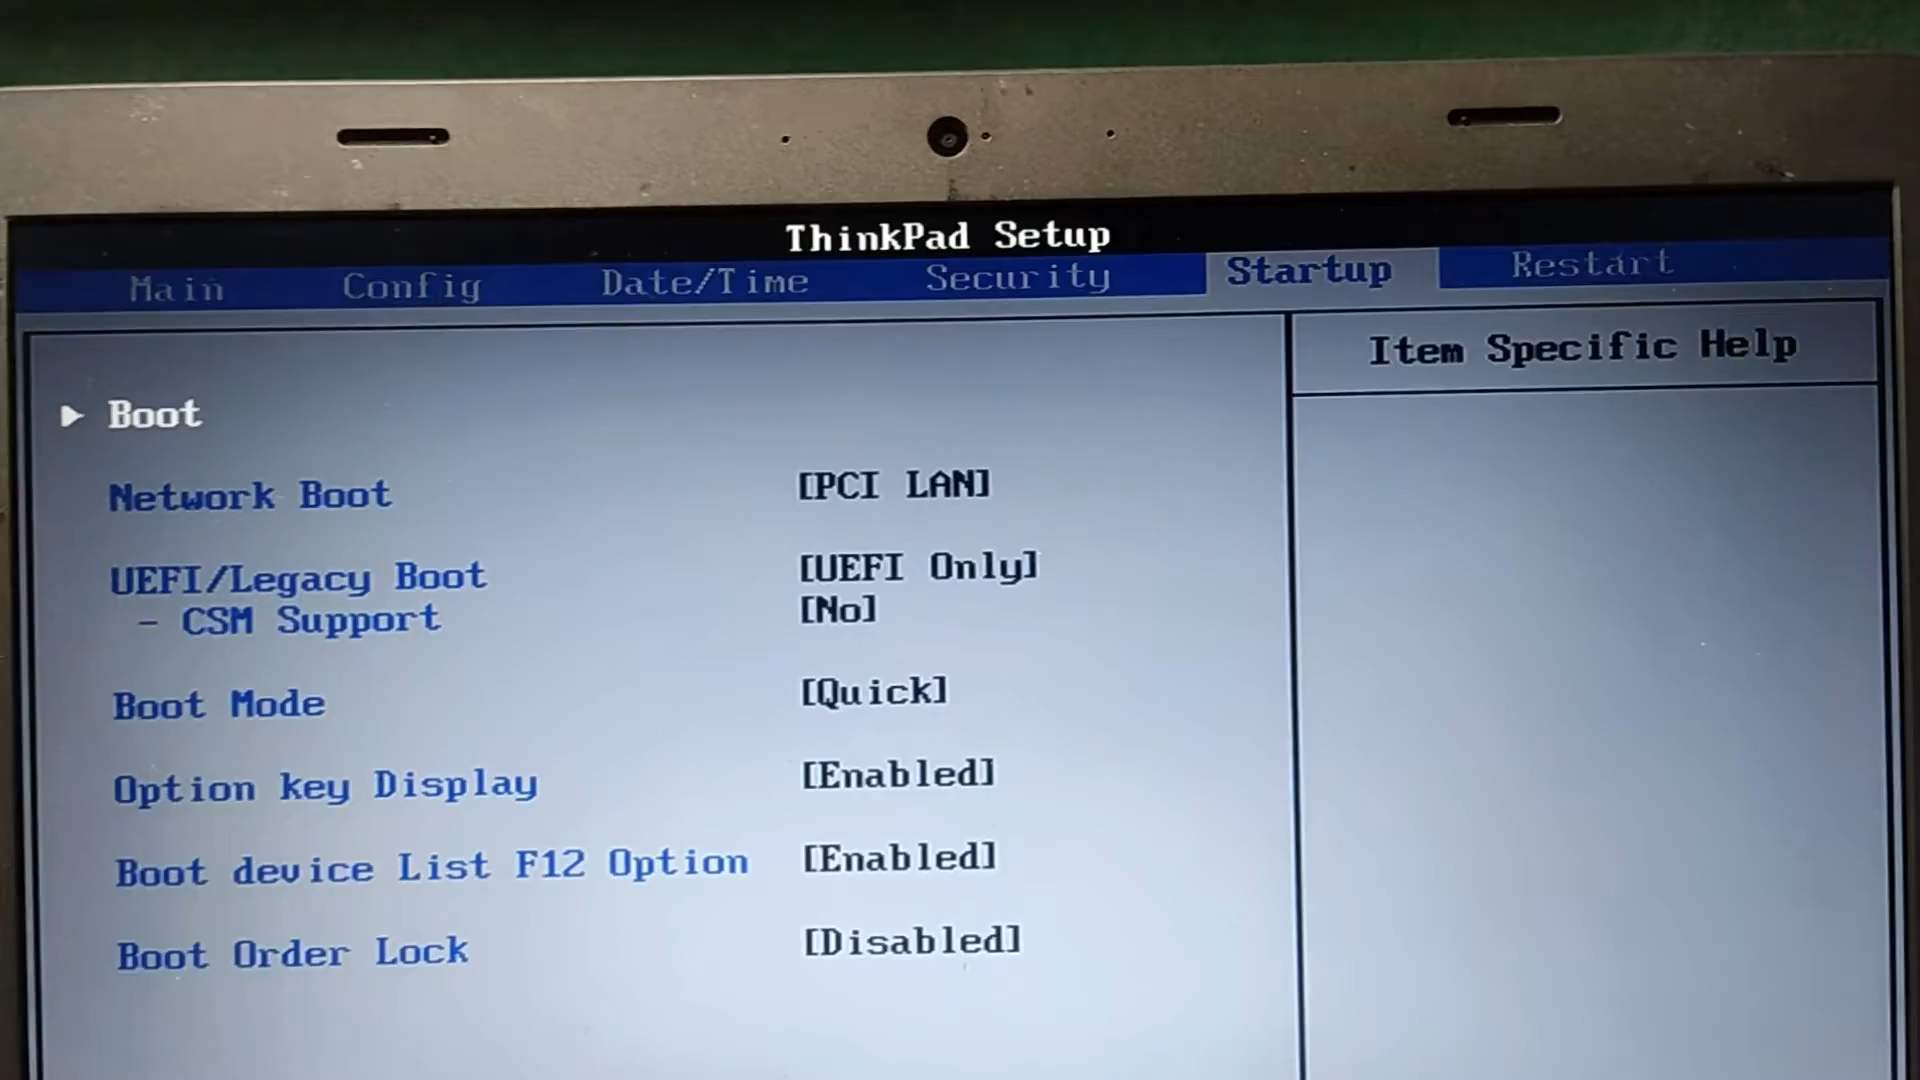 ThinkPad Setup
Main Config Date/Time Security Startup Restart
Item Specific Help
Boot
Network Boot [PCI LAN]
UEFI/Legacy Boot [UEFI Only]
- CSM Support [No]
Boot Mode [Quick]
Option key Display [Enabled]
Boot device List F12 Option [Enabled]
Boot Order Lock [Disabled]